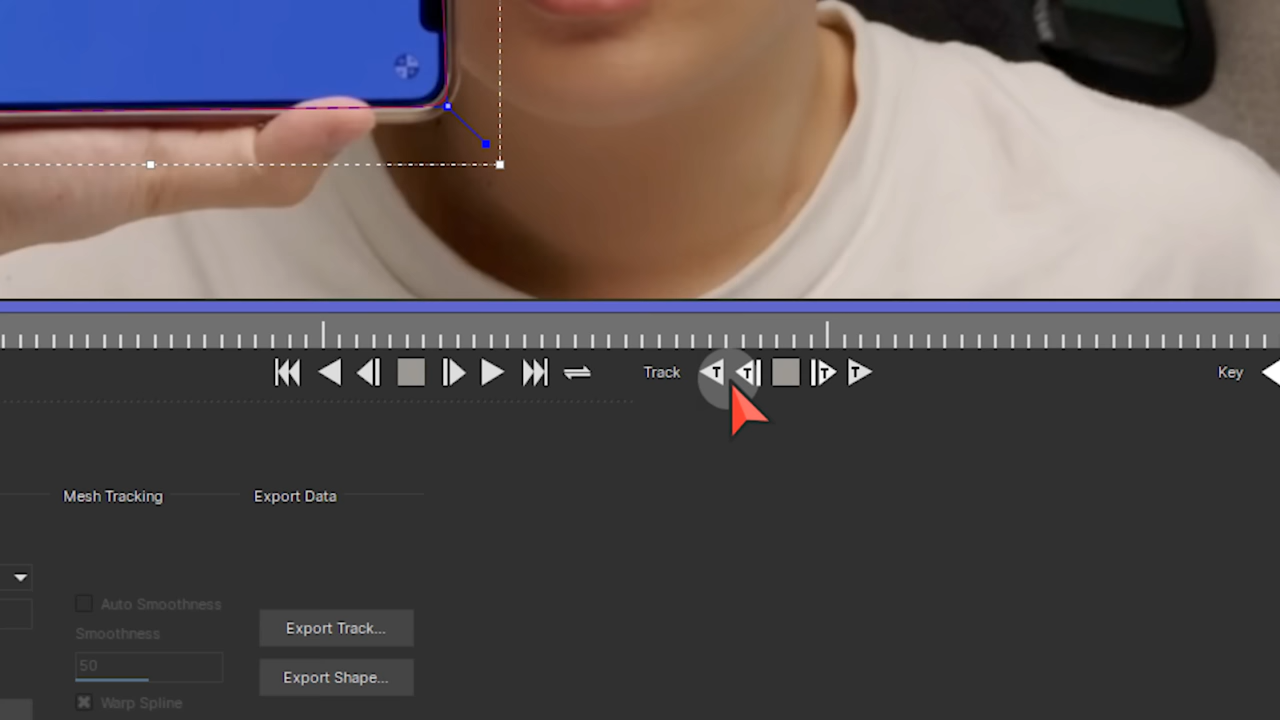 Track T T T T Key
Mesh Tracking Export Data
Auto Smoothness
Smoothness
50
Warp Spline
Export Track...
Export Shape...